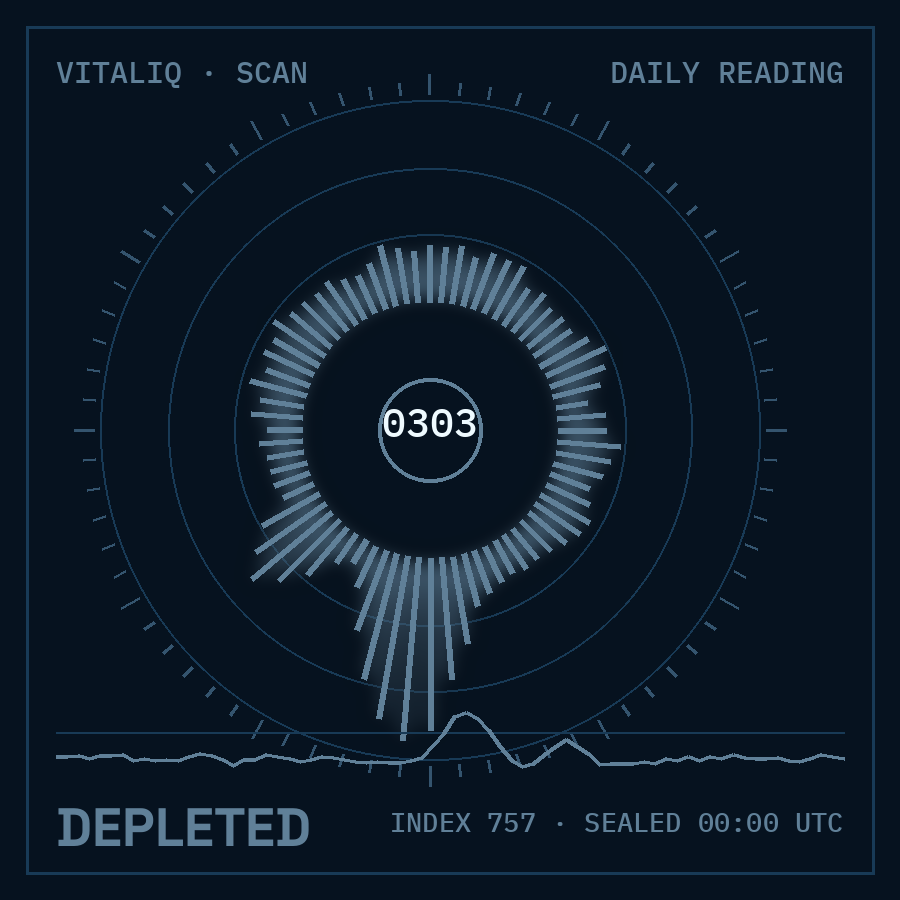 VITALIQ · SCAN
DAILY READING
0303
DEPLETED
INDEX 757 · SEALED 00:00 UTC